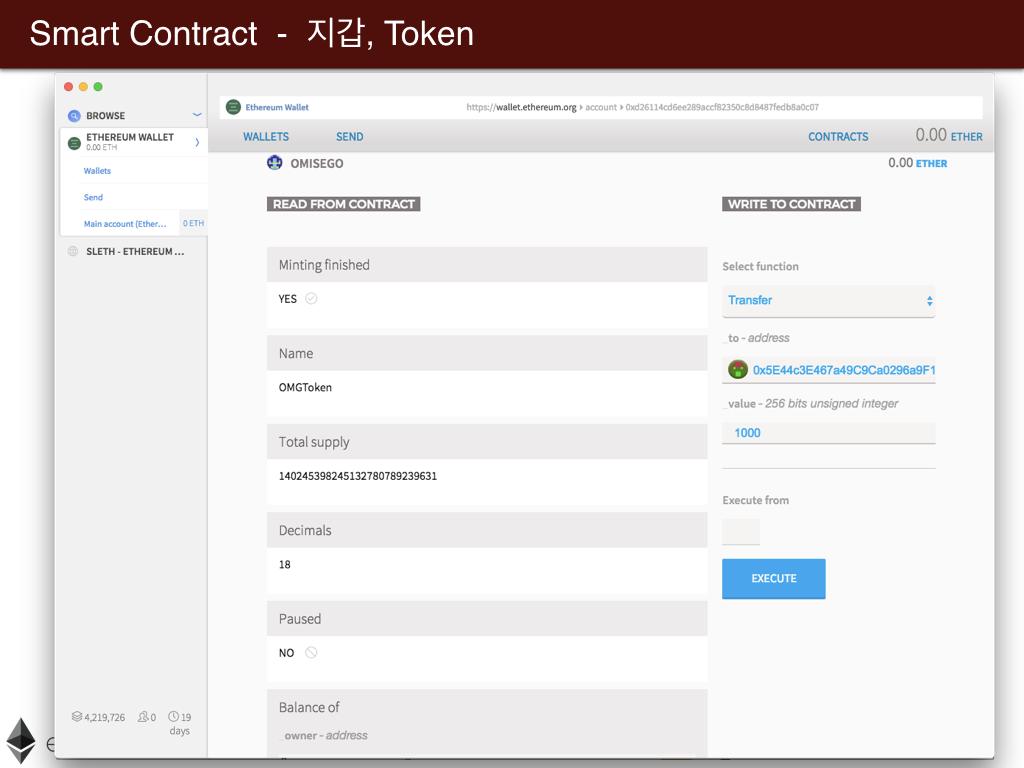 Smart Contract - 지갑, Token
BROWSE
ETHEREUM WALLET
0.00 ETH
Wallets
Send
Main account (Ether... 0 ETH
SLETH - ETHEREUM ...
4,219,726 0 19 days
Ethereum Wallet https://wallet.ethereum.org › account › 0xd26114cd6ee289accf82350c8d8487fedb8a0c07
WALLETS SEND CONTRACTS 0.00 ETHER
OMISEGO 0.00 ETHER
READ FROM CONTRACT
Minting finished
YES
Name
OMGToken
Total supply
140245398245132780789239631
Decimals
18
Paused
NO
Balance of
_owner - address
WRITE TO CONTRACT
Select function
Transfer
_to - address
0x5E44c3E467a49C9Ca0296a9F1
_value - 256 bits unsigned integer
1000
Execute from
EXECUTE